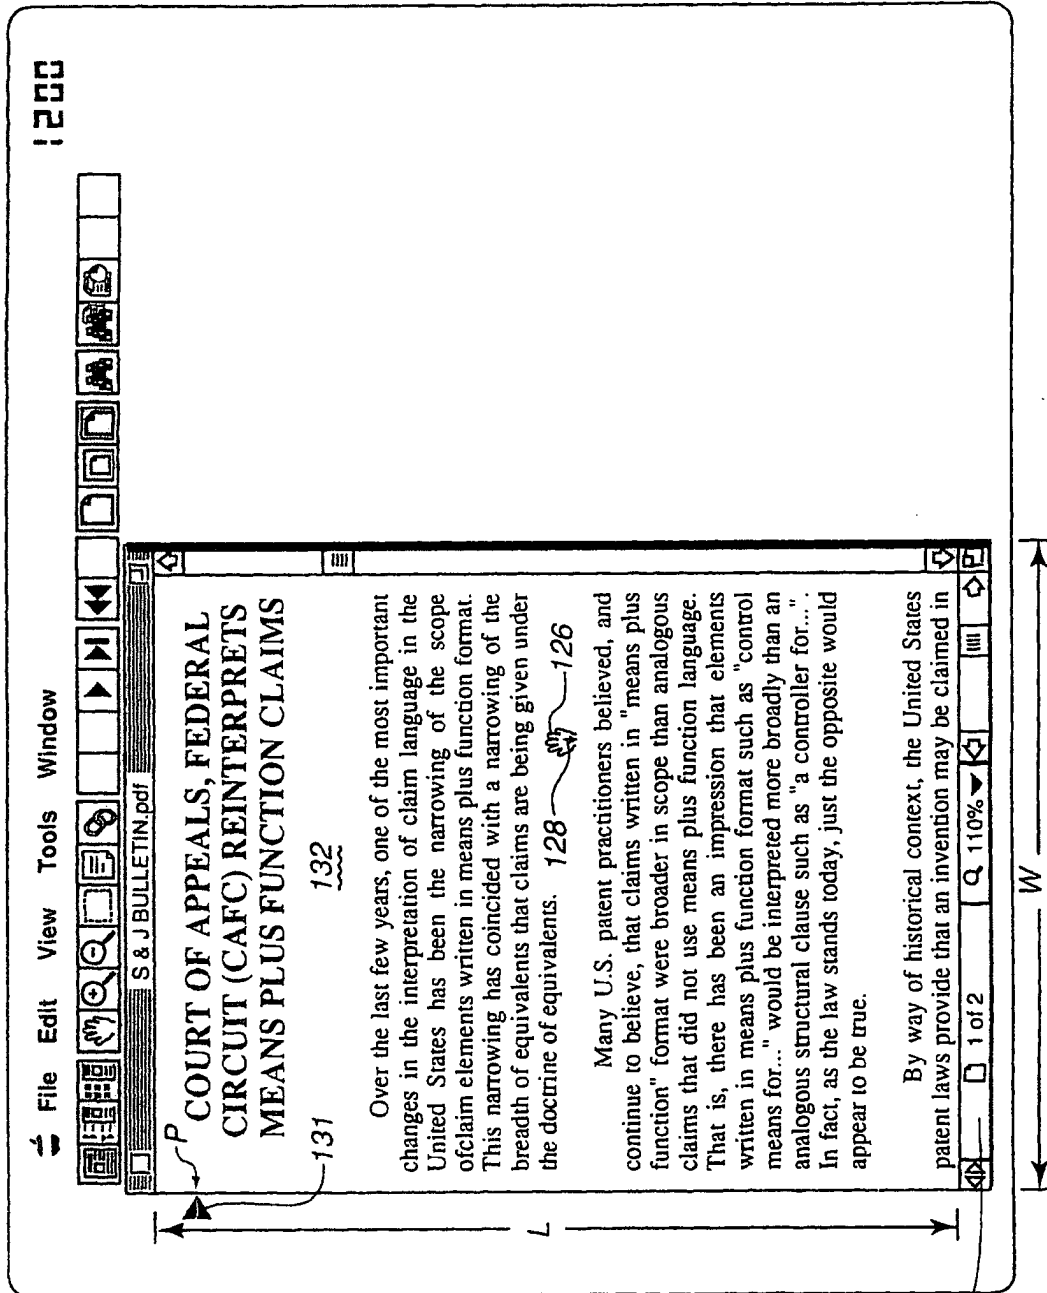 1200
File Edit View Tools Window
S & J BULLETIN.pdf
P
COURT OF APPEALS, FEDERAL
CIRCUIT (CAFC) REINTERPRETS
MEANS PLUS FUNCTION CLAIMS
131
132
Over the last few years, one of the most important
changes in the interpretation of claim language in the
United States has been the narrowing of the scope
ofclaim elements written in means plus function format.
This narrowing has coincided with a narrowing of the
breadth of equivalents that claims are being given under
the doctrine of equivalents.
128
126
Many U.S. patent practitioners believed, and
continue to believe, that claims written in "means plus
function" format were broader in scope than analogous
claims that did not use means plus function language.
That is, there has been an impression that elements
written in means plus function format such as "control
means for..." would be interpreted more broadly than an
analogous structural clause such as "a controller for...".
In fact, as the law stands today, just the opposite would
appear to be true.
By way of historical context, the United States
patent laws provide that an invention may be claimed in
1 of 2 110%
L
W